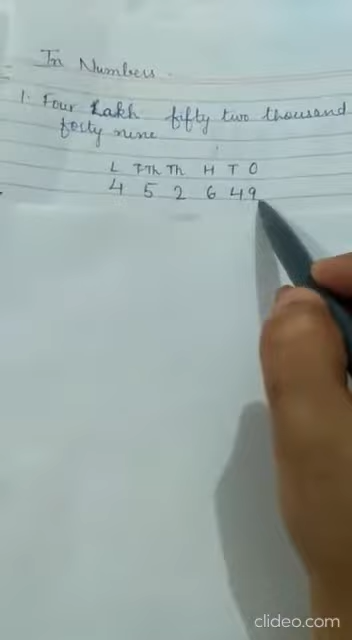 In Numbers.
1. Four Lakh fifty two thousand
forty nine
L T-Th Th H T O
4 5 2 6 4 9
clideo.com